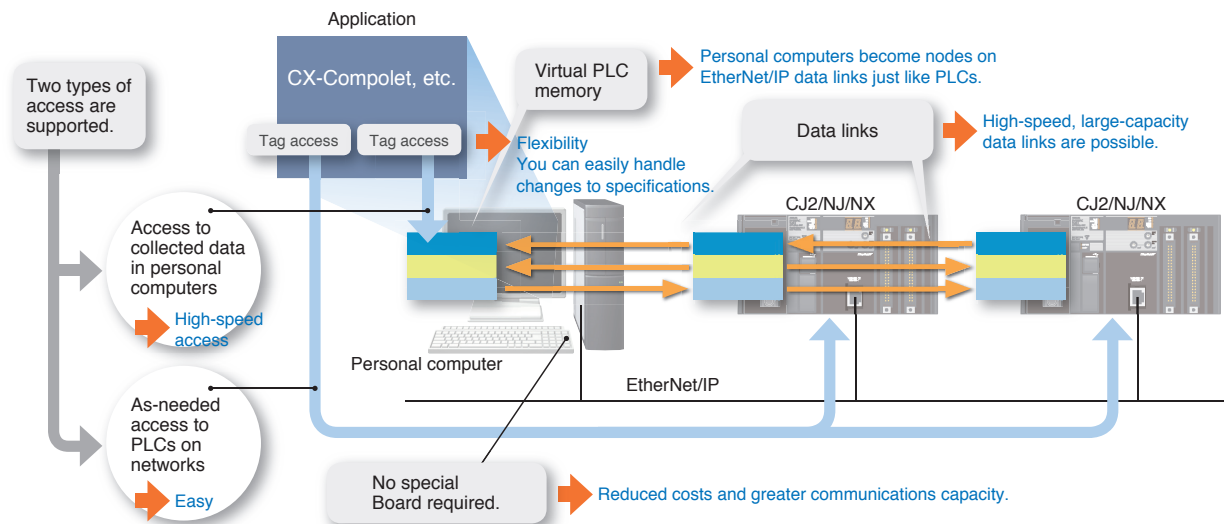 Application
CX-Compolet, etc.
Tag access
Tag access
Two types of
access are
supported.
Virtual PLC
memory
Personal computers become nodes on
EtherNet/IP data links just like PLCs.
Flexibility
You can easily handle
changes to specifications.
Data links
High-speed, large-capacity
data links are possible.
CJ2/NJ/NX
CJ2/NJ/NX
Access to
collected data
in personal
computers
High-speed
access
Personal computer
EtherNet/IP
As-needed
access to
PLCs on
networks
Easy
No special
Board required.
Reduced costs and greater communications capacity.